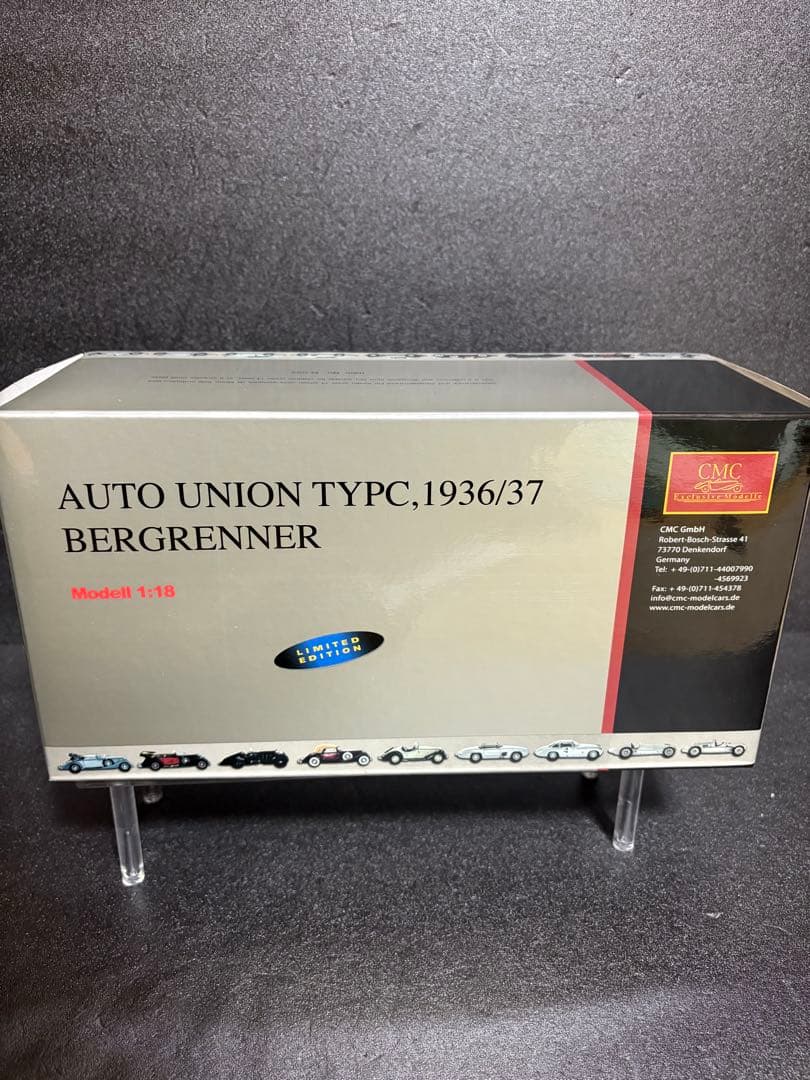 AUTO UNION TYPC,1936/37
BERGRENNER
Modell 1:18
LIMITED
EDITION
CMC
Exclusive Modelle
CMC GmbH
Robert-Bosch-Strasse 41
73770 Denkendorf
Germany
Tel: + 49-(0)711-44007990
-4569923
Fax: + 49-(0)711-454378
info@cmc-modelcars.de
www.cmc-modelcars.de